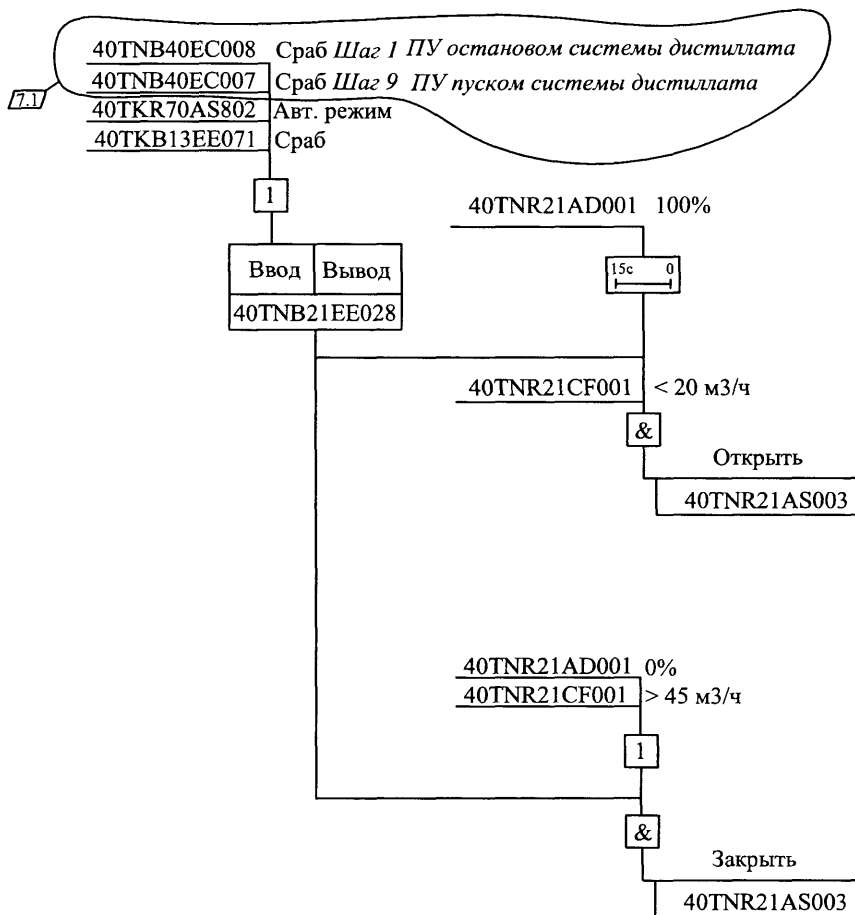 40TNB40EC008 Сраб Шаг 1 ПУ остановом системы дистиллата
40TNB40EC007 Сраб Шаг 9 ПУ пуском системы дистиллата
7.1
40TKR70AS802 Авт. режим
40TKB13EE071 Сраб
1
40TNR21AD001 100%
Ввод Вывод
15с 0
40TNB21EE028
40TNR21CF001 < 20 м3/ч
&
Открыть
40TNR21AS003
40TNR21AD001 0%
40TNR21CF001 > 45 м3/ч
1
&
Закрыть
40TNR21AS003